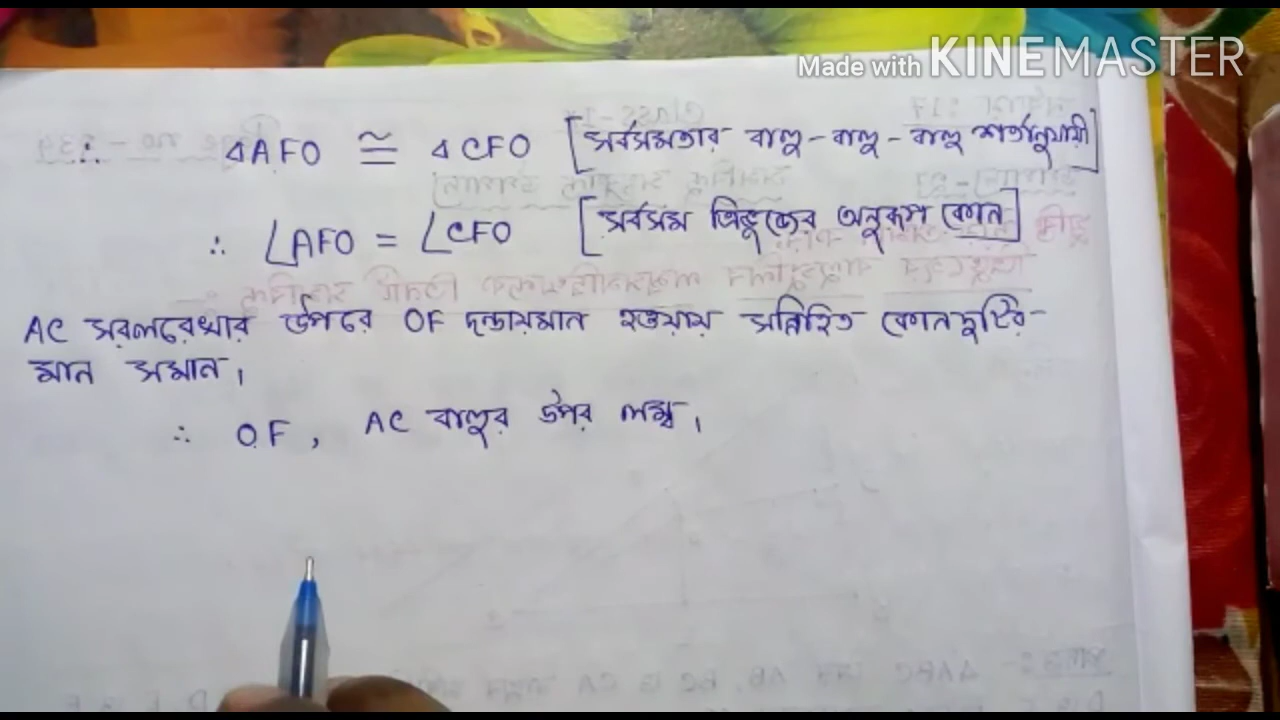 Made with KINEMASTER
∴ ΔAFO ≅ ΔCFO [সর্বসমতার বাহু-বাহু-বাহু শর্তানুযায়ী]
∴ ∠AFO = ∠CFO [সর্বসম ত্রিভুজের অনুরূপ কোন]
AC সরলরেখার উপরে OF দন্ডায়মান হওয়ায় সন্নিহিত কোনদুটির-
মান সমান।
∴ OF, AC বাহুর উপর লম্ব।